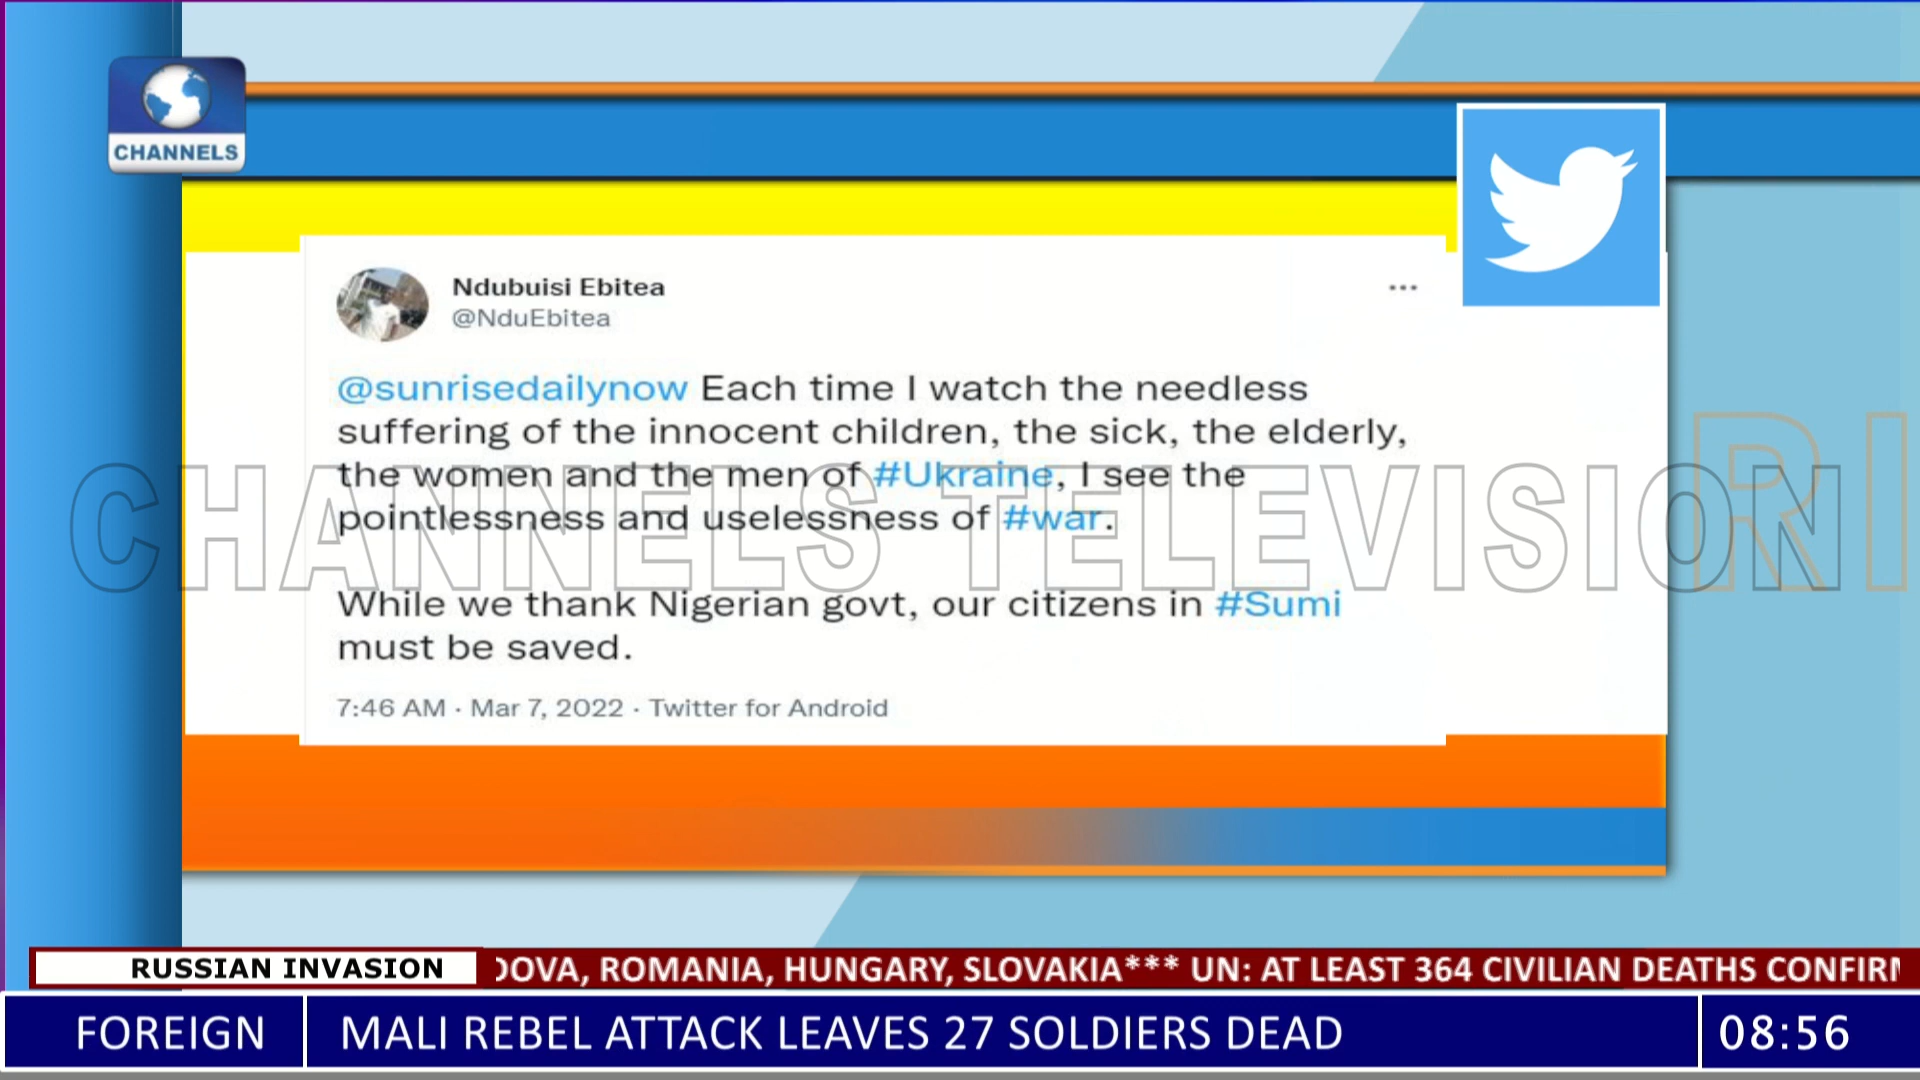 CHANNELS
Ndubuisi Ebitea
...
@NduEbitea
@sunrisedailynow Each time I watch the needless
suffering of the innocent children, the sick, the elderly,
the women and the men of #Ukraine, I see the
pointlessness and uselessness of #war.
CHANNELS TELEVISION
RI
While we thank Nigerian govt, our citizens in #Sumi
must be saved.
7:46 AM · Mar 7, 2022 · Twitter for Android
RUSSIAN INVASION
ROMANIA, HUNGARY, SLOVAKIA*** UN: AT LEAST 364 CIVILIAN DEATHS
FOREIGN
MALI REBEL ATTACK LEAVES 27 SOLDIERS DEAD
08:56